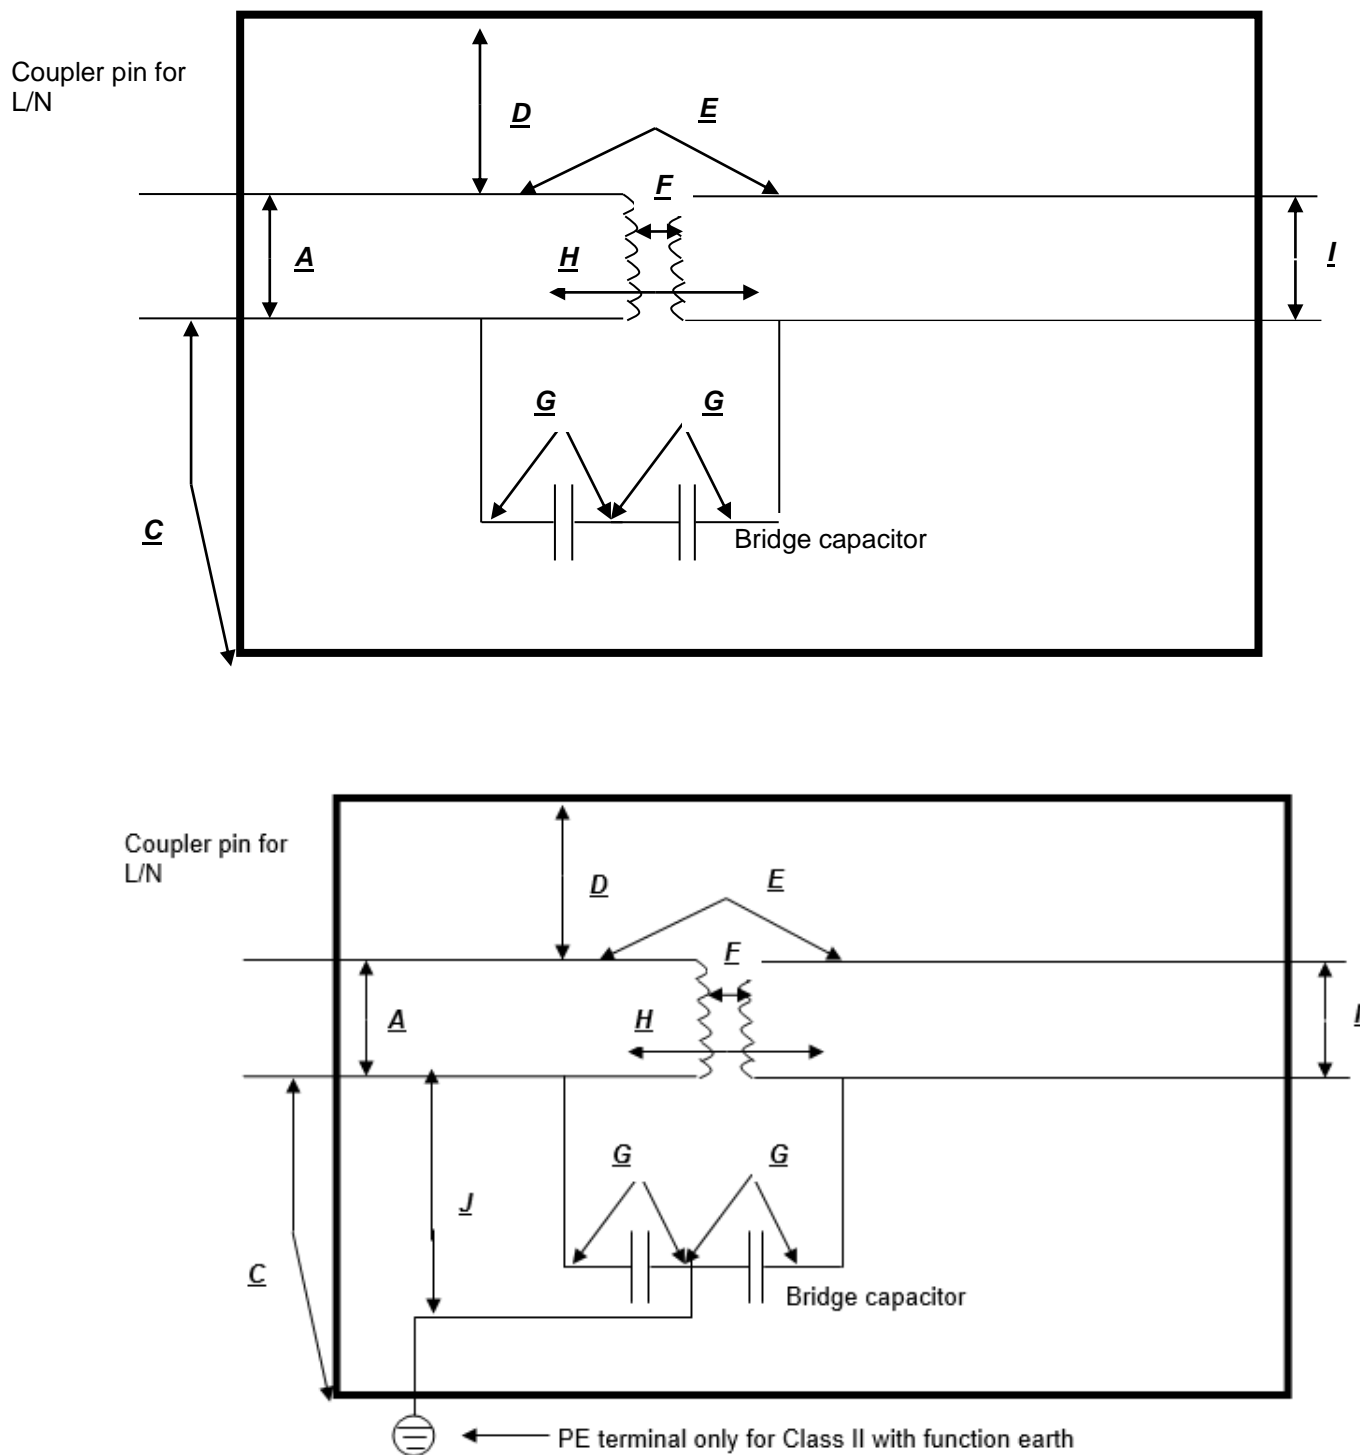 Coupler pin for
L/N
D
E
F
A
H
I
G
G
C
Bridge capacitor
Coupler pin for
L/N
D
E
F
A
H
I
G
G
J
C
Bridge capacitor
PE terminal only for Class II with function earth